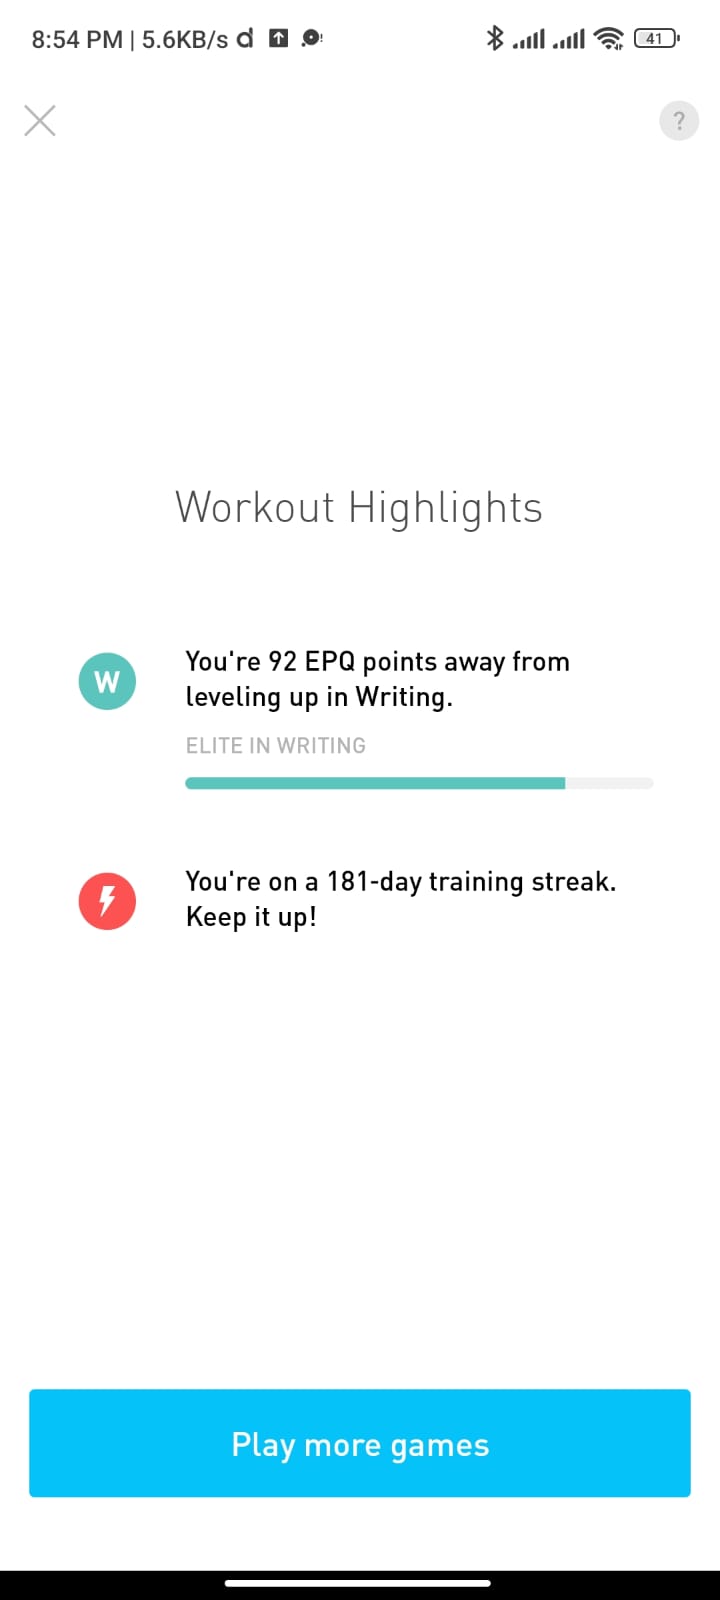 8:54 PM | 5.6KB/s d
41
?
Workout Highlights
W
You're 92 EPQ points away from
leveling up in Writing.
ELITE IN WRITING
You're on a 181-day training streak.
Keep it up!
Play more games